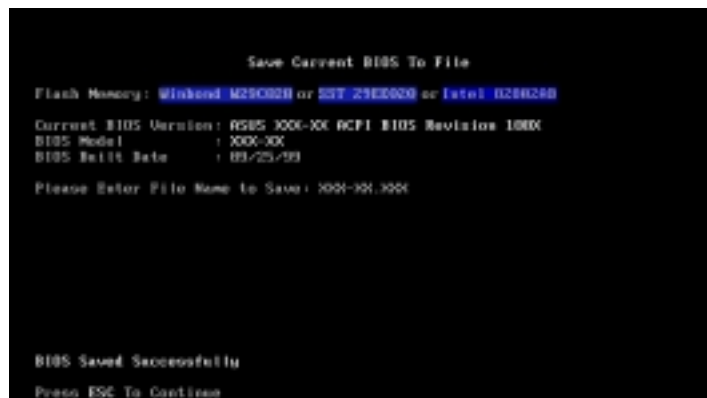 Save Current BIOS To File
Flash Memory: Winbond W29C020 or SST 29EE020 or Intel 82802AB
Current BIOS Version: ASUS XXX-XX ACPI BIOS Revision 100X
BIOS Model : XXX-XX
BIOS Built Date : 09/25/99
Please Enter File Name to Save: XXX-XX.XXX
BIOS Saved Successfully
Press ESC To Continue